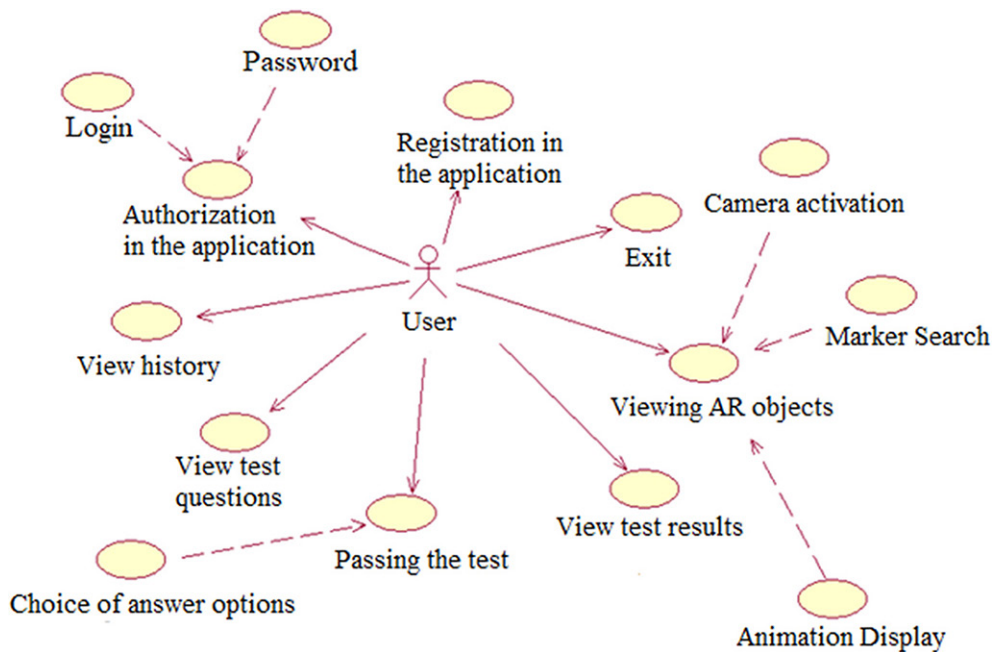 Password
Login
Registration in
the application
Camera activation
Authorization
in the application
Exit
User
Marker Search
View history
Viewing AR objects
View test
questions
View test results
Passing the test
Choice of answer options
Animation Display